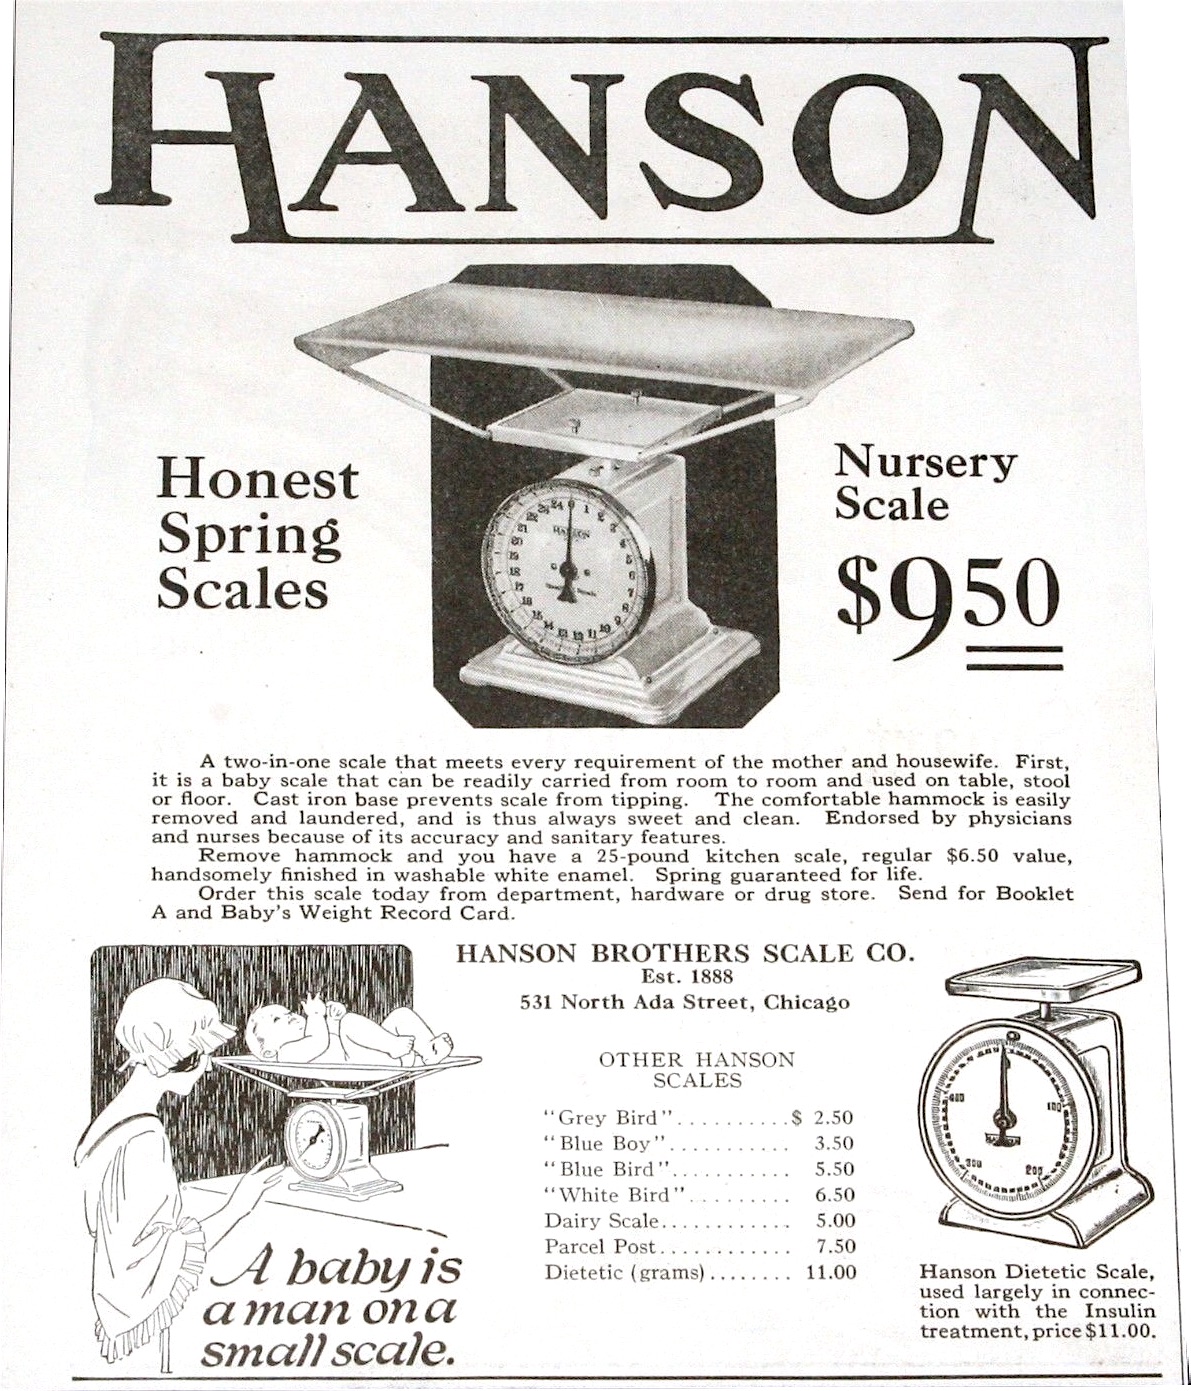 HANSON
Honest
Spring
Scales
Nursery
Scale
$9.50
A two-in-one scale that meets every requirement of the mother and housewife. First,
it is a baby scale that can be readily carried from room to room and used on table, stool
or floor. Cast iron base prevents scale from tipping. The comfortable hammock is easily
removed and laundered, and is thus always sweet and clean. Endorsed by physicians
and nurses because of its accuracy and sanitary features.
Remove hammock and you have a 25-pound kitchen scale, regular $6.50 value,
handsomely finished in washable white enamel. Spring guaranteed for life.
Order this scale today from department, hardware or drug store. Send for Booklet
A and Baby's Weight Record Card.
HANSON BROTHERS SCALE CO.
Est. 1888
531 North Ada Street, Chicago
OTHER HANSON
SCALES
"Grey Bird"..........$ 2.50
"Blue Boy"........... 3.50
"Blue Bird"........... 5.50
"White Bird"......... 6.50
Dairy Scale............ 5.00
Parcel Post............ 7.50
Dietetic (grams)........ 11.00
A baby is
a man on a
small scale.
Hanson Dietetic Scale,
used largely in connec-
tion with the Insulin
treatment, price $11.00.